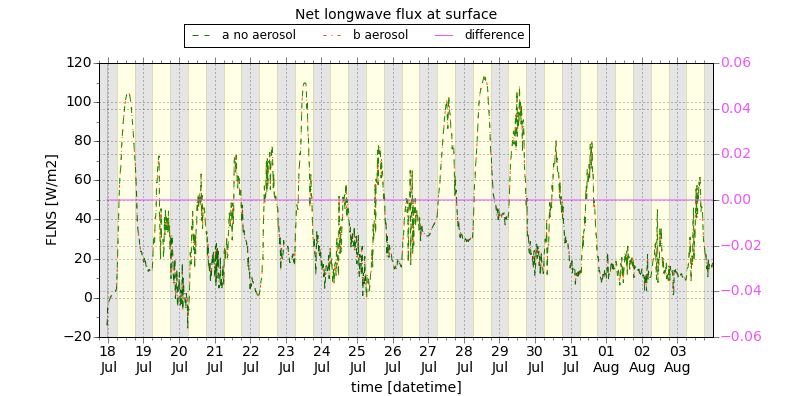 Net longwave flux at surface
a no aerosol b aerosol difference
120 0.06
100 0.04
80 0.02
60 0.00
40 −0.02
20 −0.04
0 −0.06
−20
FLNS [W/m2]
18 19 20 21 22 23 24 25 26 27 28 29 30 31 01 02 03
Jul Jul Jul Jul Jul Jul Jul Jul Jul Jul Jul Jul Jul Jul Aug Aug Aug
time [datetime]